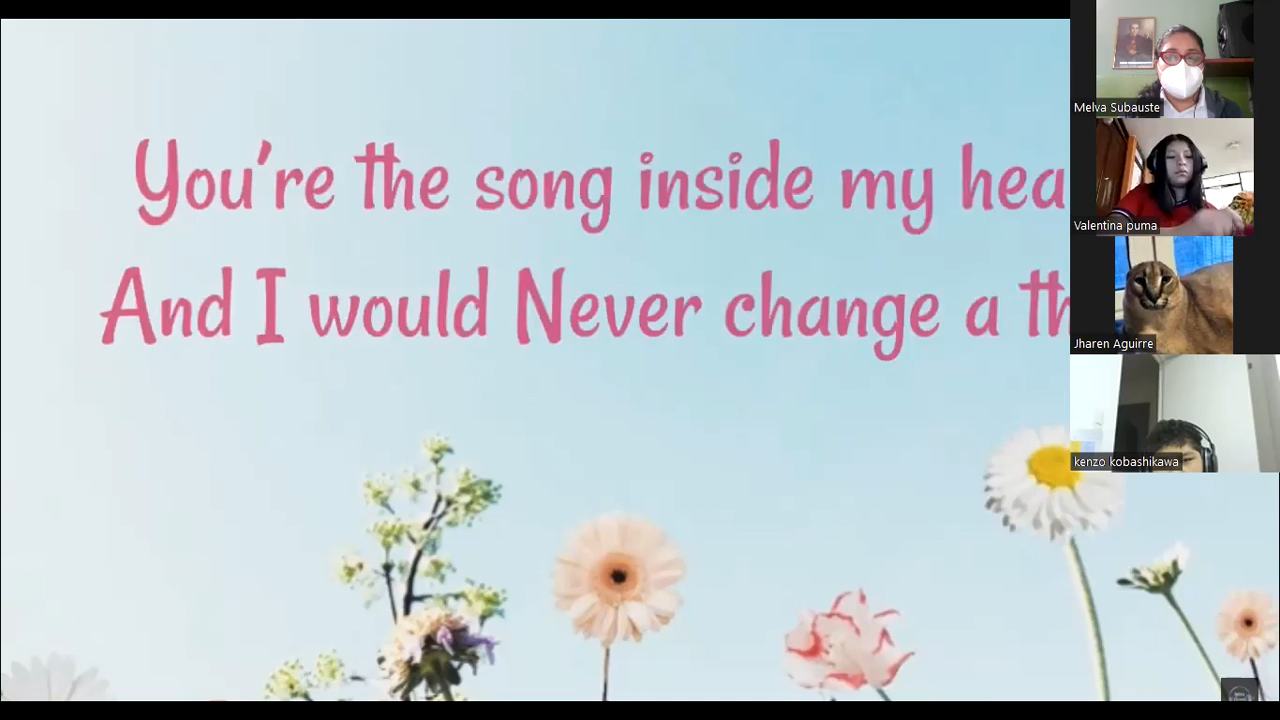 You're the song inside my hea
And I would Never change a th
Melva Subauste
Valentina puma
Jharen Aguirre
kenzo kobashikawa